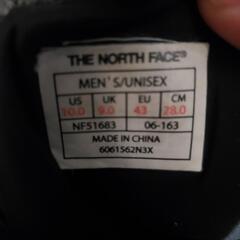 THE NORTH FACE®
MEN'S/UNISEX
US UK EU CM
10.0 9.0 43 28.0
NF51683 06-163
MADE IN CHINA
6061562N3X